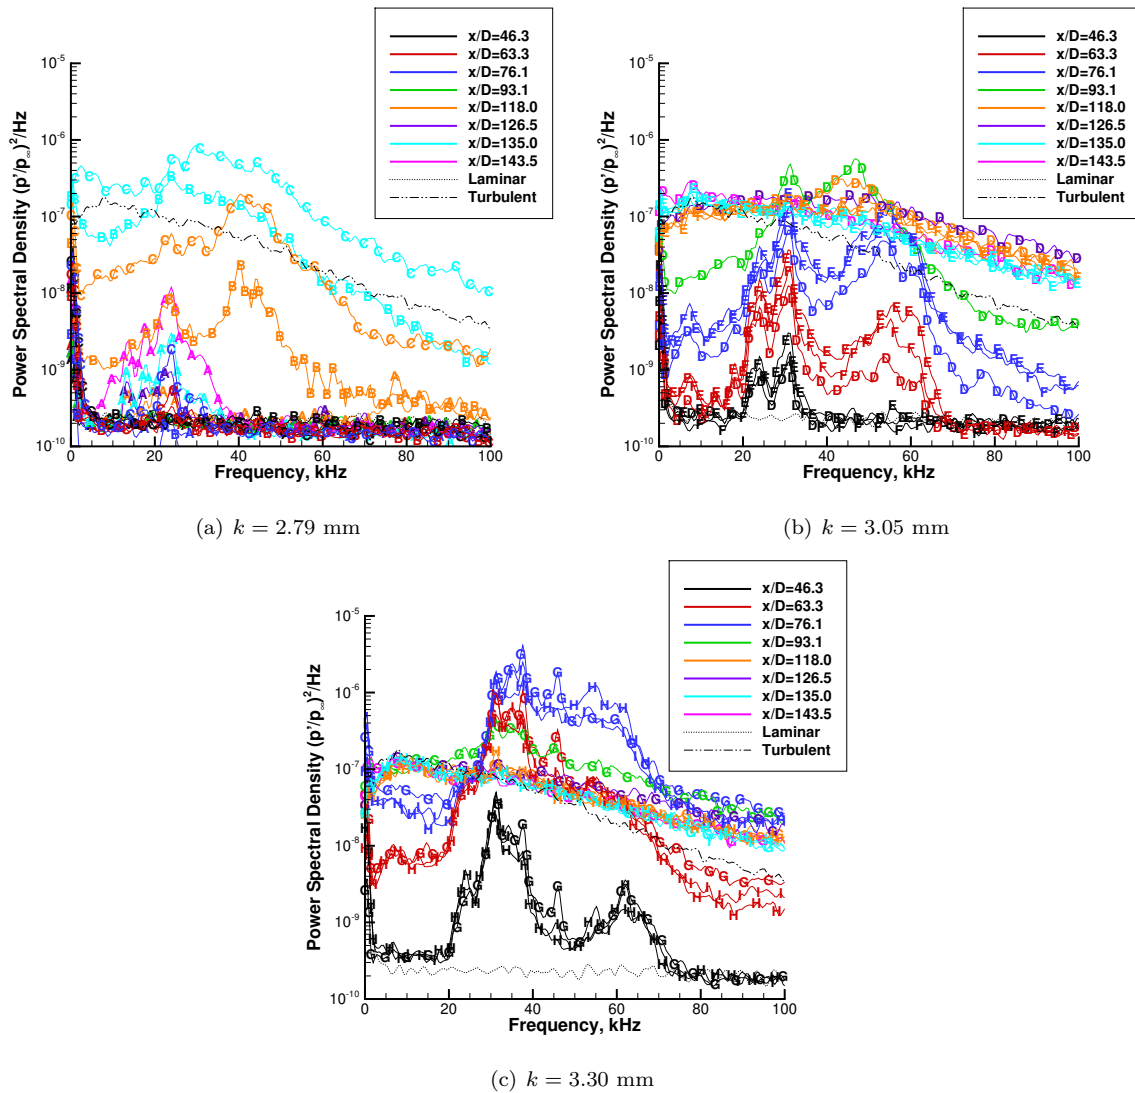 x/D=46.3
x/D=63.3
x/D=76.1
x/D=93.1
x/D=118.0
x/D=126.5
x/D=135.0
x/D=143.5
Laminar
Turbulent
Power Spectral Density (p'/p∞)²/Hz
10⁻⁵
10⁻⁶
10⁻⁷
10⁻⁸
10⁻⁹
10⁻¹⁰
0 20 40 60 80 100
Frequency, kHz
(a) k = 2.79 mm
x/D=46.3
x/D=63.3
x/D=76.1
x/D=93.1
x/D=118.0
x/D=126.5
x/D=135.0
x/D=143.5
Laminar
Turbulent
Power Spectral Density (p'/p∞)²/Hz
10⁻⁵
10⁻⁶
10⁻⁷
10⁻⁸
10⁻⁹
10⁻¹⁰
0 20 40 60 80 100
Frequency, kHz
(b) k = 3.05 mm
x/D=46.3
x/D=63.3
x/D=76.1
x/D=93.1
x/D=118.0
x/D=126.5
x/D=135.0
x/D=143.5
Laminar
Turbulent
Power Spectral Density (p'/p∞)²/Hz
10⁻⁵
10⁻⁶
10⁻⁷
10⁻⁸
10⁻⁹
10⁻¹⁰
0 20 40 60 80 100
Frequency, kHz
(c) k = 3.30 mm